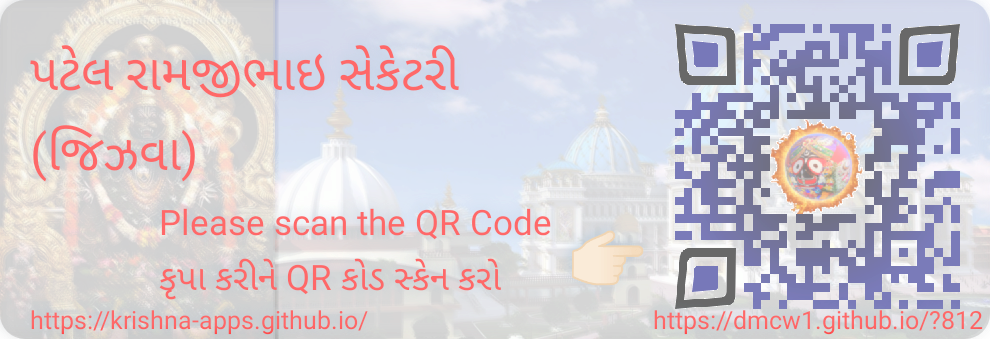 પટેલ રામજીભાઇ સેકેટરી
(જિઝવા)
Please scan the QR Code
કૃપા કરીને QR કોડ સ્કેન કરો
https://krishna-apps.github.io/
https://dmcw1.github.io/?812